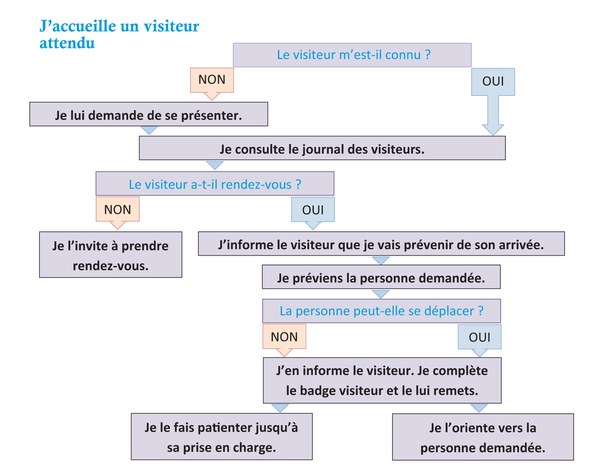 J’accueille un visiteur
attendu
Le visiteur m’est-il connu ?
NON
OUI
Je lui demande de se présenter.
Je consulte le journal des visiteurs.
Le visiteur a-t-il rendez-vous ?
NON
OUI
Je l’invite à prendre
rendez-vous.
J’informe le visiteur que je vais prévenir de son arrivée.
Je préviens la personne demandée.
La personne peut-elle se déplacer ?
NON
OUI
J’en informe le visiteur. Je complète
le badge visiteur et le lui remets.
Je le fais patienter jusqu’à
sa prise en charge.
Je l’oriente vers la
personne demandée.